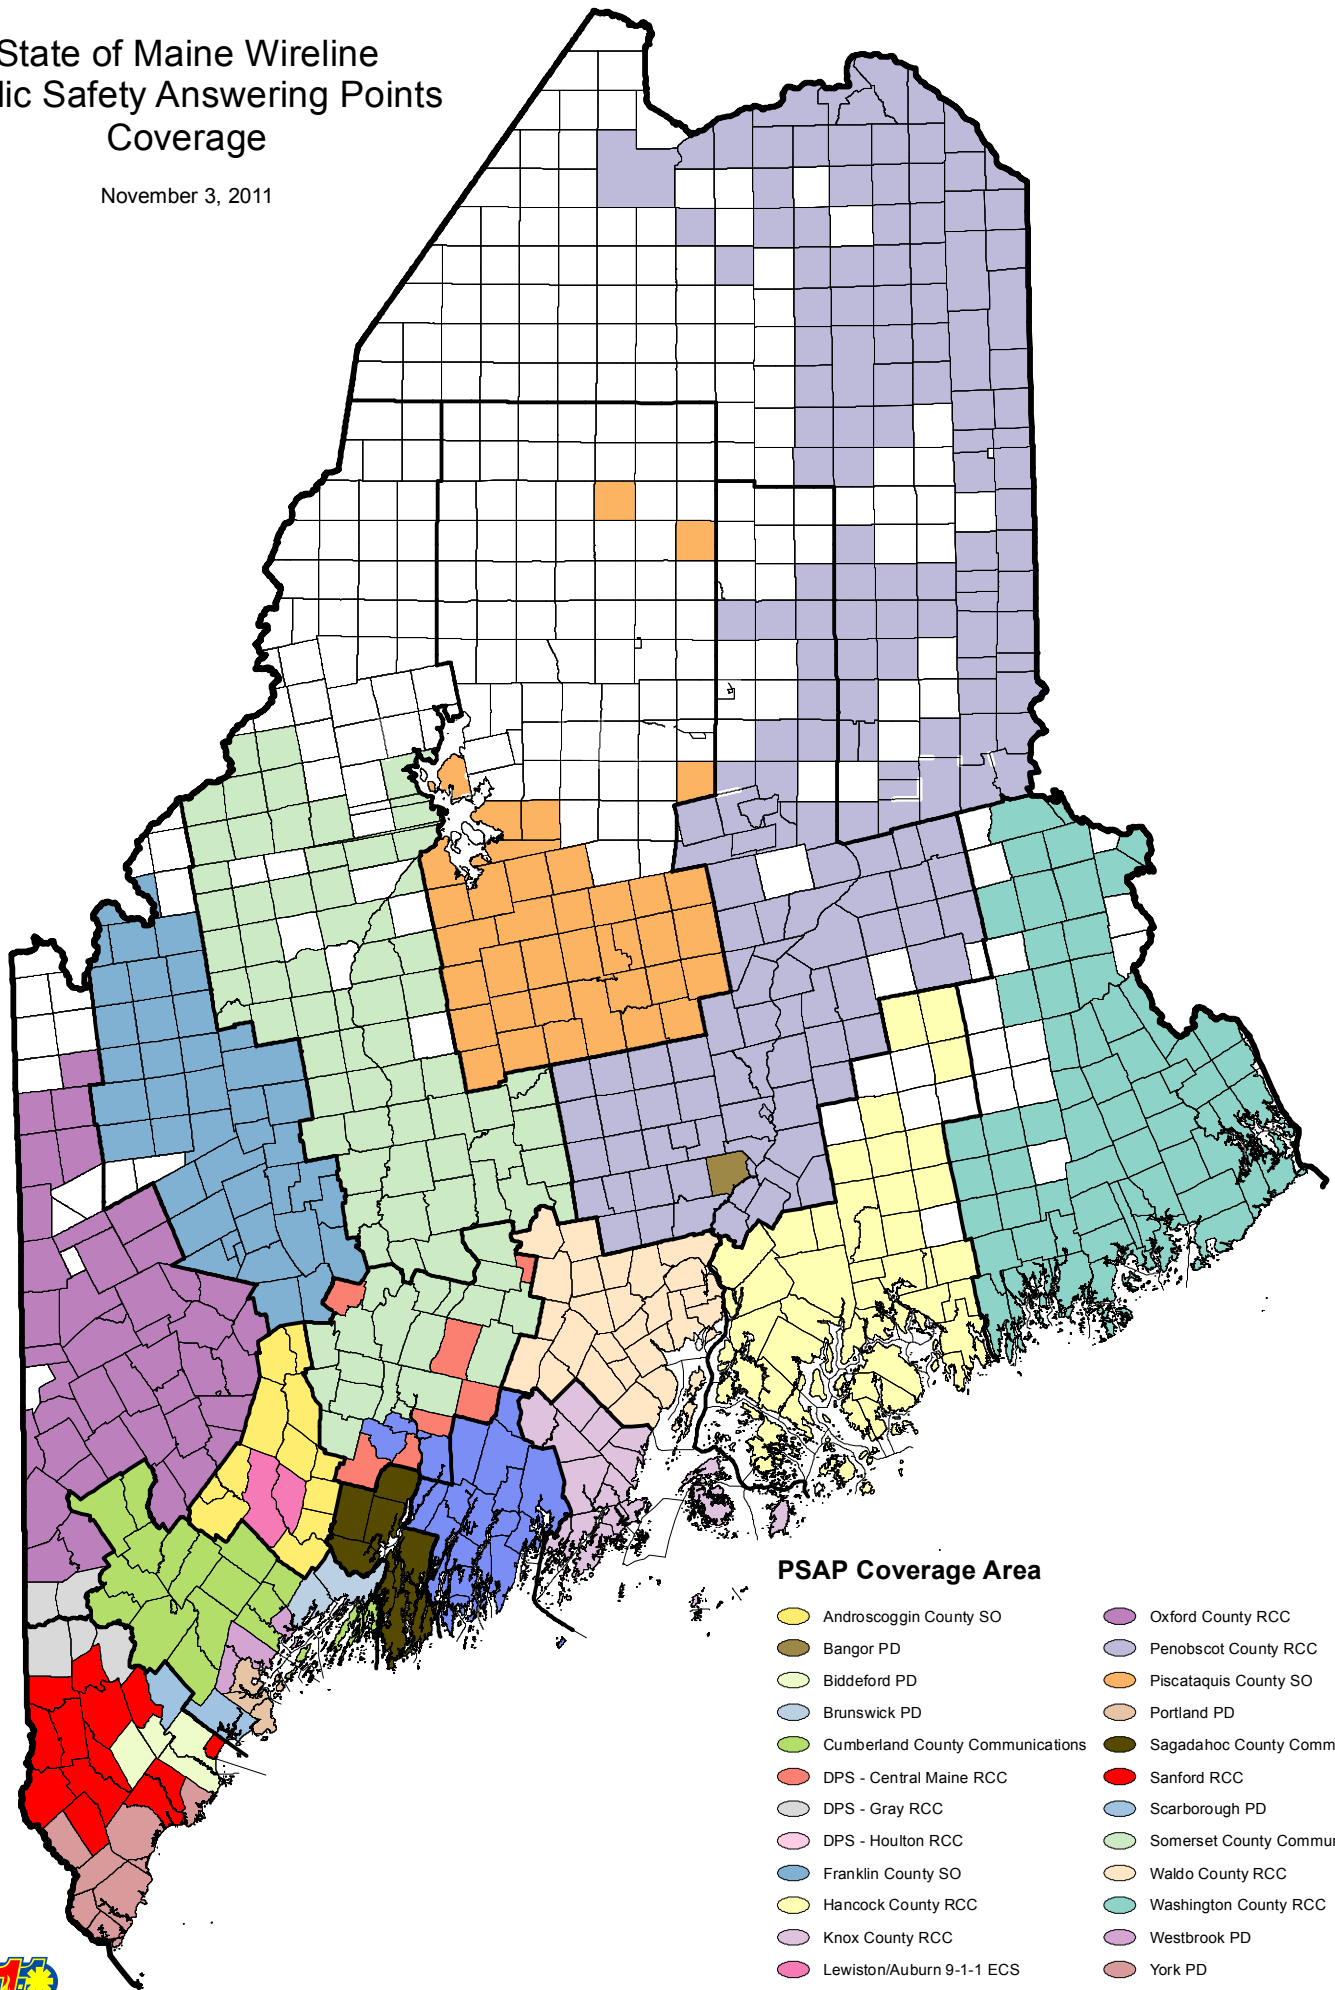 State of Maine Wireline
lic Safety Answering Points
Coverage
November 3, 2011
PSAP Coverage Area
Androscoggin County SO
Bangor PD
Biddeford PD
Brunswick PD
Cumberland County Communications
DPS - Central Maine RCC
DPS - Gray RCC
DPS - Houlton RCC
Franklin County SO
Hancock County RCC
Knox County RCC
Lewiston/Auburn 9-1-1 ECS
Oxford County RCC
Penobscot County RCC
Piscataquis County SO
Portland PD
Sagadahoc County Comm
Sanford RCC
Scarborough PD
Somerset County Commu
Waldo County RCC
Washington County RCC
Westbrook PD
York PD